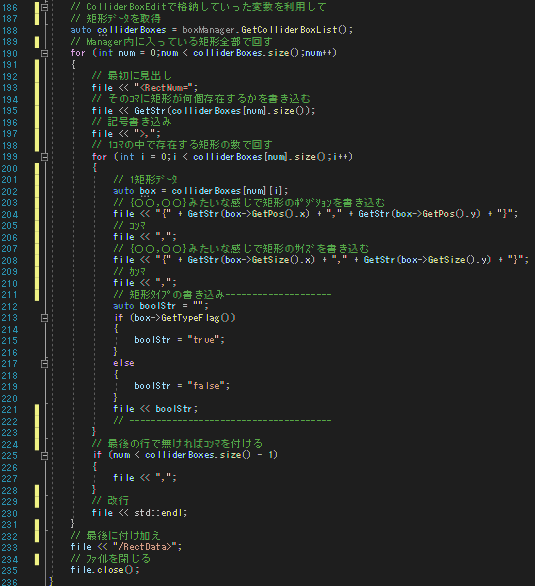 186 // ColliderBoxEditで格納していった変数を利用して
187 // 矩形データを取得
188 auto colliderBoxes = boxManager.GetColliderBoxList();
189 // Manager内に入っている矩形全部で回す
190 for (int num = 0;num < colliderBoxes.size();num++)
191 {
192 // 最初に見出し
193 file << "<RectNum=";
194 // そのコマに矩形が何個存在するかを書き込む
195 file << GetStr(colliderBoxes[num].size());
196 // 記号書き込み
197 file << ">,";
198 // 1コマの中で存在する矩形の数で回す
199 for (int i = 0;i < colliderBoxes[num].size();i++)
200 {
201 // 1矩形データ
202 auto box = colliderBoxes[num][i];
203 // {〇〇,〇〇}みたいな感じで矩形のポジションを書き込む
204 file << "{" + GetStr(box->GetPos().x) + "," + GetStr(box->GetPos().y) + "}";
205 // コンマ
206 file << ",";
207 // {〇〇,〇〇}みたいな感じで矩形のサイズを書き込む
208 file << "{" + GetStr(box->GetSize().x) + "," + GetStr(box->GetSize().y) + "}";
209 // カンマ
210 file << ",";
211 // 矩形タイプの書き込み-------------------
212 auto boolStr = "";
213 if (box->GetTypeFlag())
214 {
215 boolStr = "true";
216 }
217 else
218 {
219 boolStr = "false";
220 }
221 file << boolStr;
222 // ------------------------------------
223 }
224 // 最後の行で無ければコンマを付ける
225 if (num < colliderBoxes.size() - 1)
226 {
227 file << ",";
228 }
229 // 改行
230 file << std::endl;
231 }
232 // 最後に付け加え
233 file << "/RectData>";
234 // ファイルを閉じる
235 file.close();
236 }